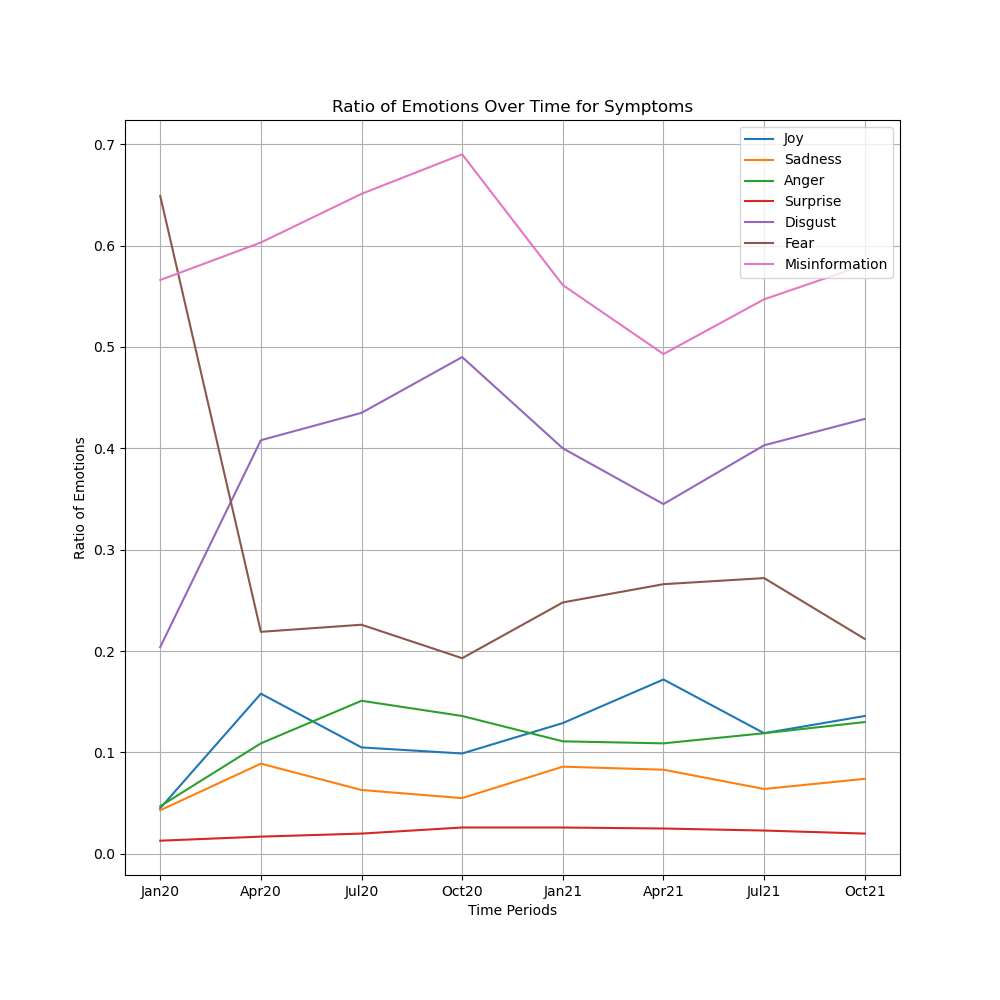 Ratio of Emotions Over Time for Symptoms
Joy
Sadness
Anger
Surprise
Disgust
Fear
Misinformation
Ratio of Emotions
0.7
0.6
0.5
0.4
0.3
0.2
0.1
0.0
Jan20 Apr20 Jul20 Oct20 Jan21 Apr21 Jul21 Oct21
Time Periods